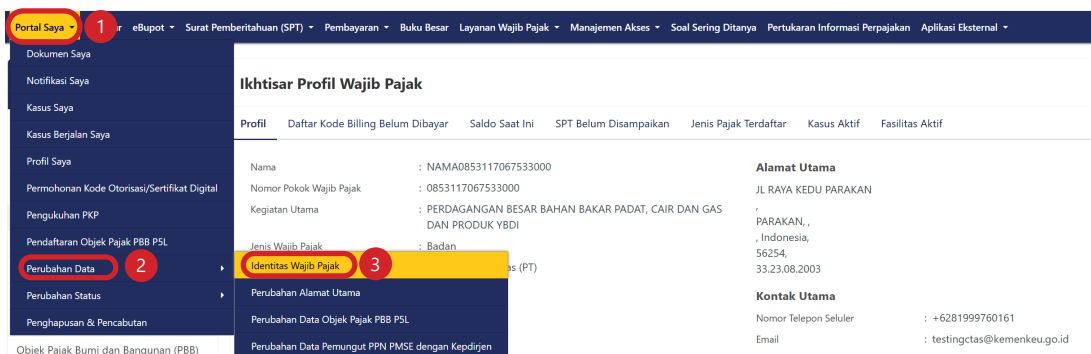 Portal Saya 1 r eBupot Surat Pemberitahuan (SPT) Pembayaran Buku Besar Layanan Wajib Pajak Manajemen Akses Soal Sering Ditanya Pertukaran Informasi Perpajakan Aplikasi Eksternal
Dokumen Saya
Notifikasi Saya
Kasus Saya
Kasus Berjalan Saya
Profil Saya
Permohonan Kode Otorisasi/Sertifikat Digital
Pengukuhan PKP
Pendaftaran Objek Pajak PBB P5L
Perubahan Data 2
Perubahan Status
Penghapusan & Pencabutan
Objek Pajak Bumi dan Bangunan (PBB)
Identitas Wajib Pajak 3
Perubahan Alamat Utama
Perubahan Data Objek Pajak PBB P5L
Perubahan Data Pemungut PPN PMSE dengan Kepdirjen
Ikhtisar Profil Wajib Pajak
Profil Daftar Kode Billing Belum Dibayar Saldo Saat Ini SPT Belum Disampaikan Jenis Pajak Terdaftar Kasus Aktif Fasilitas Aktif
Nama : NAMA0853117067533000
Nomor Pokok Wajib Pajak : 0853117067533000
Kegiatan Utama : PERDAGANGAN BESAR BAHAN BAKAR PADAT, CAIR DAN GAS
DAN PRODUK YBDI
Jenis Wajib Pajak : Badan
as (PT)
Alamat Utama
JL RAYA KEDU PARAKAN
,
PARAKAN, ,
, Indonesia,
56254,
33.23.08.2003
Kontak Utama
Nomor Telepon Seluler : +6281999760161
Email : testingctas@kemenkeu.go.id